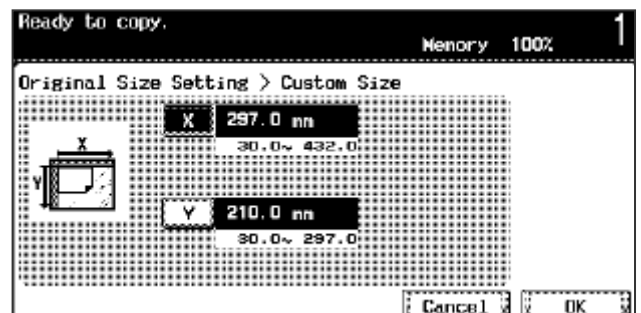 Ready to copy.
Memory 100% 1
Original Size Setting > Custom Size
X 297.0 mm
30.0~ 432.0
X
Y
Y 210.0 mm
30.0~ 297.0
Cancel OK